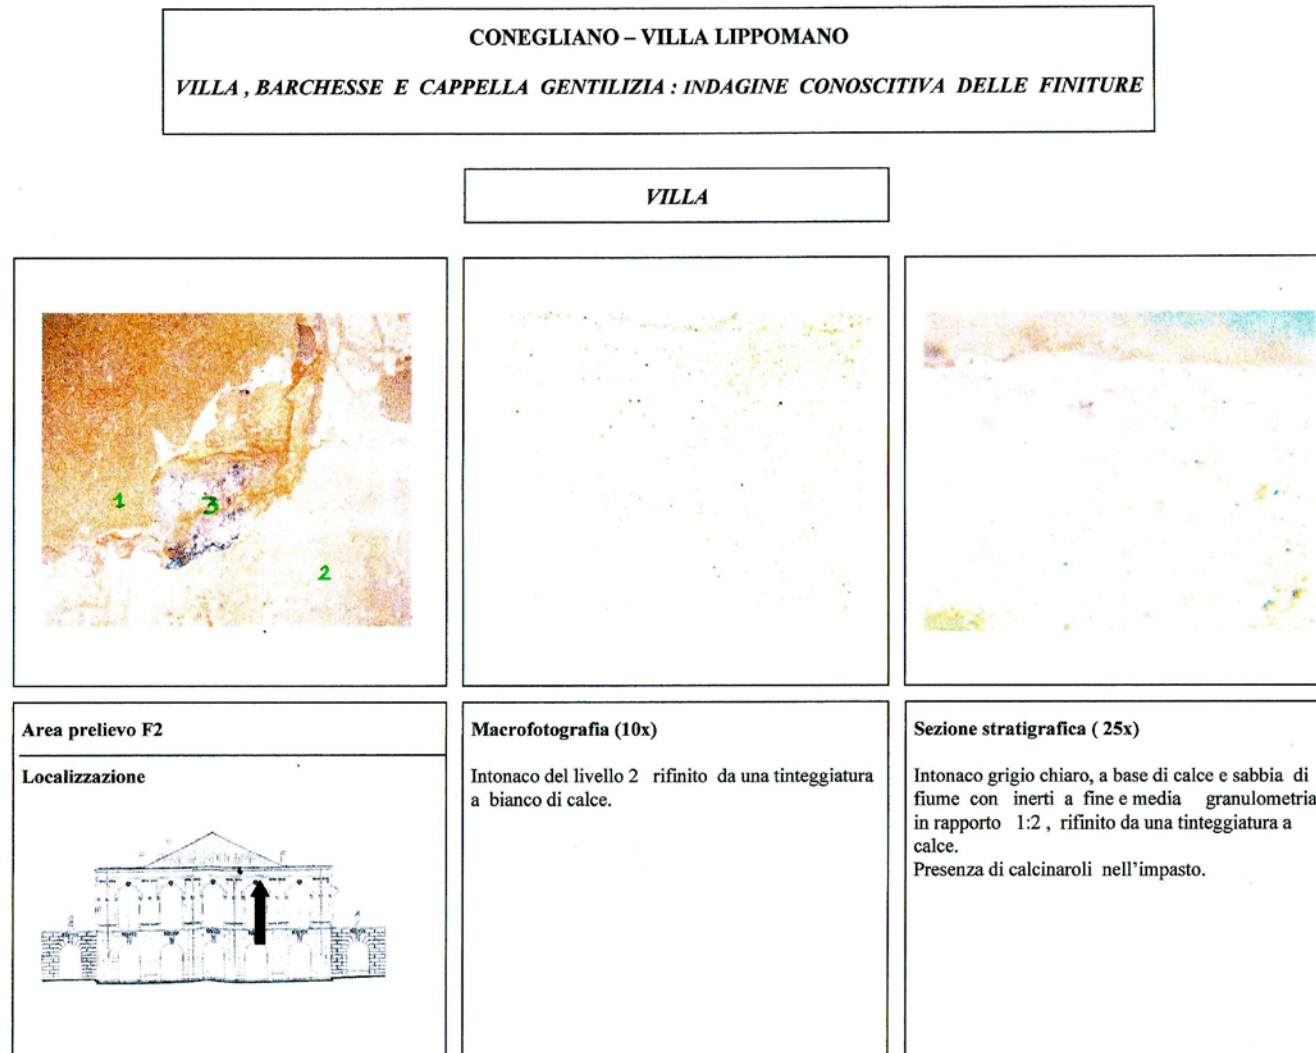 CONEGLIANO – VILLA LIPPOMANO
VILLA , BARCHESSE E CAPPELLA GENTILIZIA : INDAGINE CONOSCITIVA DELLE FINITURE
VILLA
1
3
2
Area prelievo F2
Localizzazione
Macrofotografia (10x)
Intonaco del livello 2 rifinito da una tinteggiatura
a bianco di calce.
Sezione stratigrafica ( 25x)
Intonaco grigio chiaro, a base di calce e sabbia di
fiume con inerti a fine e media granulometria
in rapporto 1:2 , rifinito da una tinteggiatura a
calce.
Presenza di calcinaroli nell'impasto.